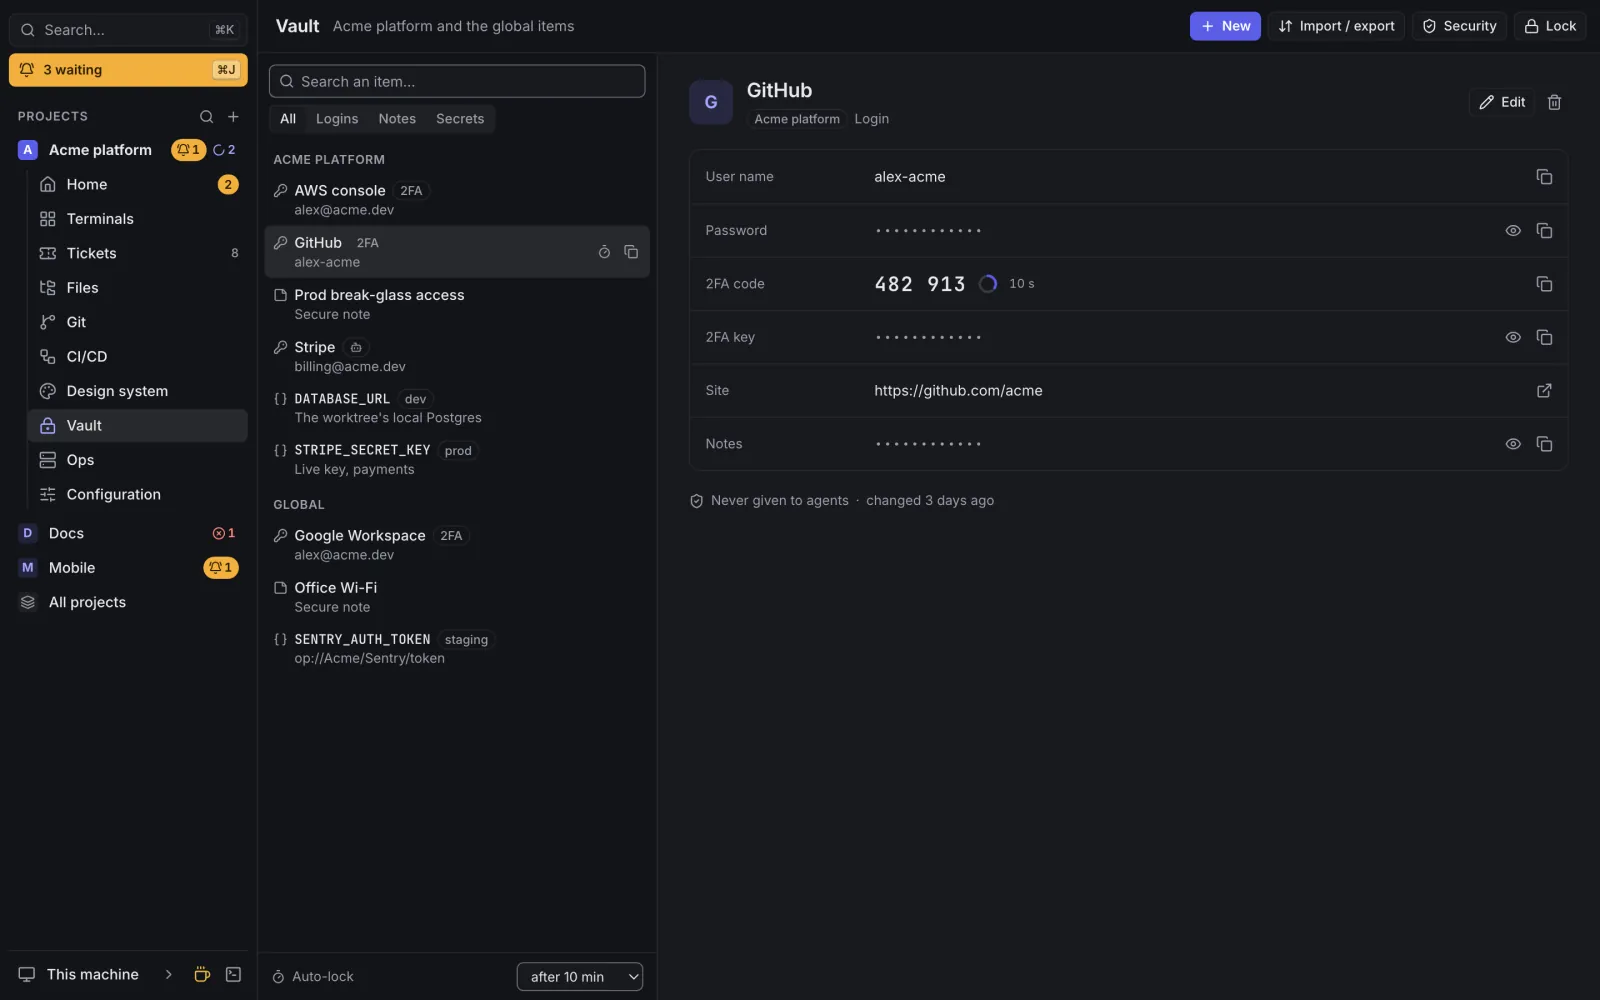 Search...
⌘K
3 waiting
⌘J
PROJECTS
A
Acme platform
1
2
Home
2
Terminals
Tickets
8
Files
Git
CI/CD
Design system
Vault
Ops
Configuration
D
Docs
1
M
Mobile
1
All projects
This machine
Vault
Acme platform and the global items
New
Import / export
Security
Lock
Search an item...
All
Logins
Notes
Secrets
ACME PLATFORM
AWS console
2FA
alex@acme.dev
GitHub
2FA
alex-acme
Prod break-glass access
Secure note
Stripe
billing@acme.dev
{} DATABASE_URL
dev
The worktree's local Postgres
{} STRIPE_SECRET_KEY
prod
Live key, payments
GLOBAL
Google Workspace
2FA
alex@acme.dev
Office Wi-Fi
Secure note
{} SENTRY_AUTH_TOKEN
staging
op://Acme/Sentry/token
Auto-lock
after 10 min
G
GitHub
Acme platform
Login
Edit
User name
alex-acme
Password
••••••••••••
2FA code
482 913
10 s
2FA key
••••••••••••
Site
https://github.com/acme
Notes
••••••••••••
Never given to agents · changed 3 days ago